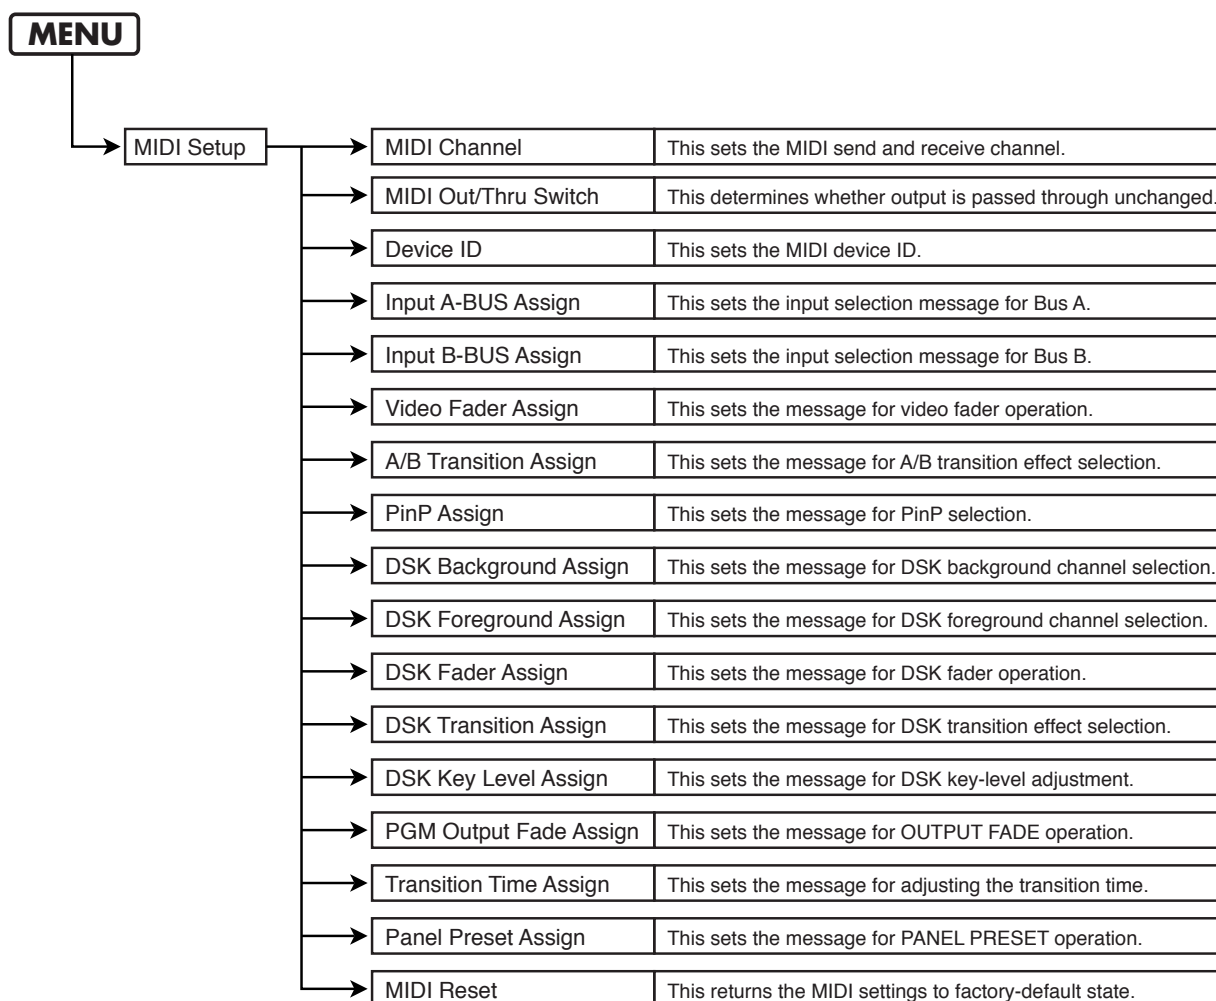 MENU
MIDI Setup
MIDI Channel This sets the MIDI send and receive channel.
MIDI Out/Thru Switch This determines whether output is passed through unchanged.
Device ID This sets the MIDI device ID.
Input A-BUS Assign This sets the input selection message for Bus A.
Input B-BUS Assign This sets the input selection message for Bus B.
Video Fader Assign This sets the message for video fader operation.
A/B Transition Assign This sets the message for A/B transition effect selection.
PinP Assign This sets the message for PinP selection.
DSK Background Assign This sets the message for DSK background channel selection.
DSK Foreground Assign This sets the message for DSK foreground channel selection.
DSK Fader Assign This sets the message for DSK fader operation.
DSK Transition Assign This sets the message for DSK transition effect selection.
DSK Key Level Assign This sets the message for DSK key-level adjustment.
PGM Output Fade Assign This sets the message for OUTPUT FADE operation.
Transition Time Assign This sets the message for adjusting the transition time.
Panel Preset Assign This sets the message for PANEL PRESET operation.
MIDI Reset This returns the MIDI settings to factory-default state.